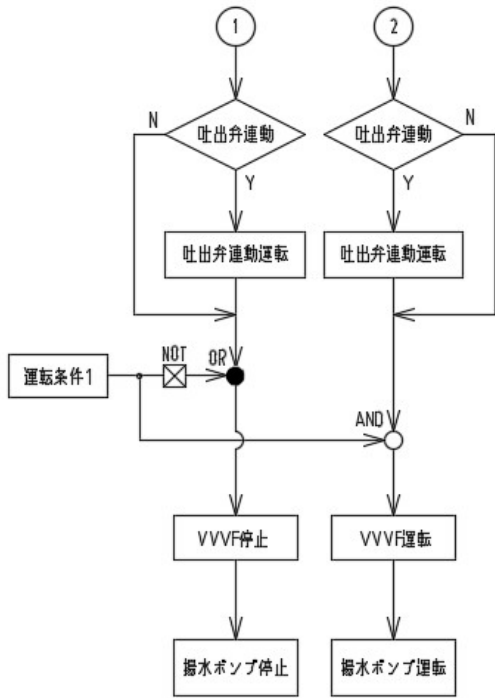 1
2
吐出弁連動
N
吐出弁連動
N
Y
Y
吐出弁連動運転
吐出弁連動運転
運転条件1
NOT
OR
AND
VVVF停止
VVVF運転
揚水ポンプ停止
揚水ポンプ運転